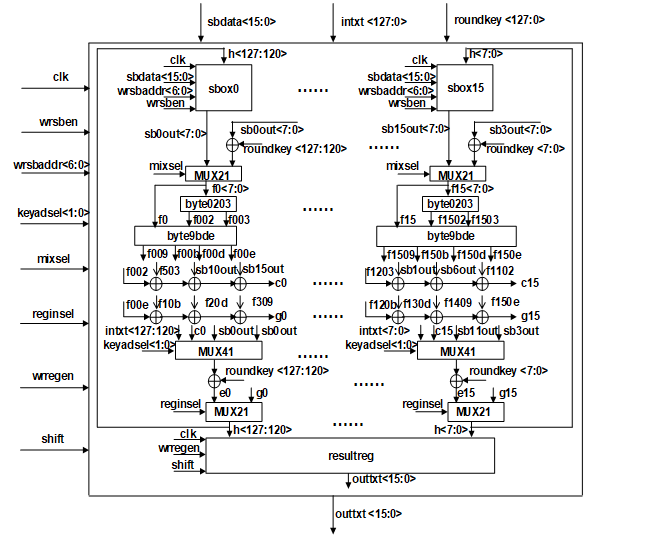 sbdata<15:0>
intxt <127:0>
roundkey <127:0>
h<127:120>
h<7:0>
clk
clk
clk
sbdata<15:0>
sbox0
......
sbdata<15:0>
sbox15
wrsbaddr<6:0>
wrsbaddr<6:0>
wrsben
wrsben
wrsben
sb0out<7:0>
sb0out<7:0>
sb15out<7:0>
sb3out<7:0>
roundkey <127:120>
......
roundkey <7:0>
wrsbaddr<6:0>
mixsel
MUX21
mixsel
MUX21
f0<7:0>
f15<7:0>
byte0203
......
byte0203
keyadsel<1:0>
f0
f002
f003
f15
f1502
f1503
byte9bde
byte9bde
f009
f00b
f00d
f00e
f1509
f150b
f150d
f150e
mixsel
f002
f503
sb10out
sb15out
f1203
sb1out
sb6out
f1102
c0
......
c15
f00e
f10b
f20d
f309
f120b
f130d
f1409
f150e
reginsel
g0
......
g15
intxt<127:120>
c0
sb0out
sb0out
intxt<7:0>
c15
sb11out
sb3out
keyadsel<1:0>
MUX41
......
keyadsel<1:0>
MUX41
roundkey <127:120>
roundkey <7:0>
wrregen
......
e0
g0
e15
g15
reginsel
MUX21
reginsel
MUX21
......
h<127:120>
h<7:0>
shift
clk
wrregen
resultreg
shift
outtxt<15:0>
outtxt <15:0>